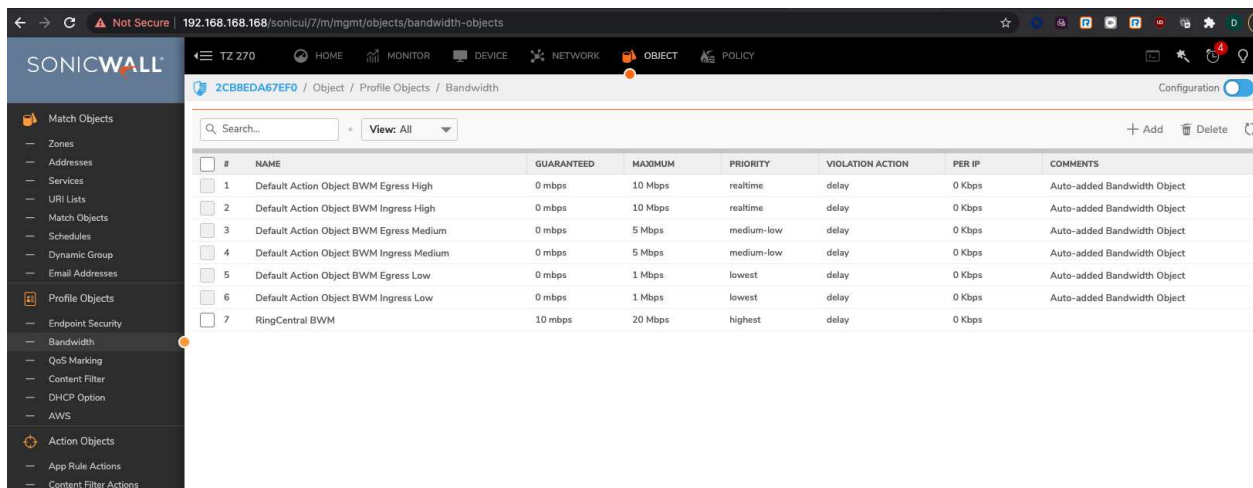 Not Secure | 192.168.168.168/sonicui/7/m/mgmt/objects/bandwidth-objects
SONICWALL
TZ 270 HOME MONITOR DEVICE NETWORK OBJECT POLICY 4
2CB8EDA67EF0 / Object / Profile Objects / Bandwidth Configuration
Search... View: All + Add Delete
# NAME GUARANTEED MAXIMUM PRIORITY VIOLATION ACTION PER IP COMMENTS
1 Default Action Object BWM Egress High 0 mbps 10 Mbps realtime delay 0 Kbps Auto-added Bandwidth Object
2 Default Action Object BWM Ingress High 0 mbps 10 Mbps realtime delay 0 Kbps Auto-added Bandwidth Object
3 Default Action Object BWM Egress Medium 0 mbps 5 Mbps medium-low delay 0 Kbps Auto-added Bandwidth Object
4 Default Action Object BWM Ingress Medium 0 mbps 5 Mbps medium-low delay 0 Kbps Auto-added Bandwidth Object
5 Default Action Object BWM Egress Low 0 mbps 1 Mbps lowest delay 0 Kbps Auto-added Bandwidth Object
6 Default Action Object BWM Ingress Low 0 mbps 1 Mbps lowest delay 0 Kbps Auto-added Bandwidth Object
7 RingCentral BWM 10 mbps 20 Mbps highest delay 0 Kbps
Match Objects
Zones
Addresses
Services
URI Lists
Match Objects
Schedules
Dynamic Group
Email Addresses
Profile Objects
Endpoint Security
Bandwidth
QoS Marking
Content Filter
DHCP Option
AWS
Action Objects
App Rule Actions
Content Filter Actions